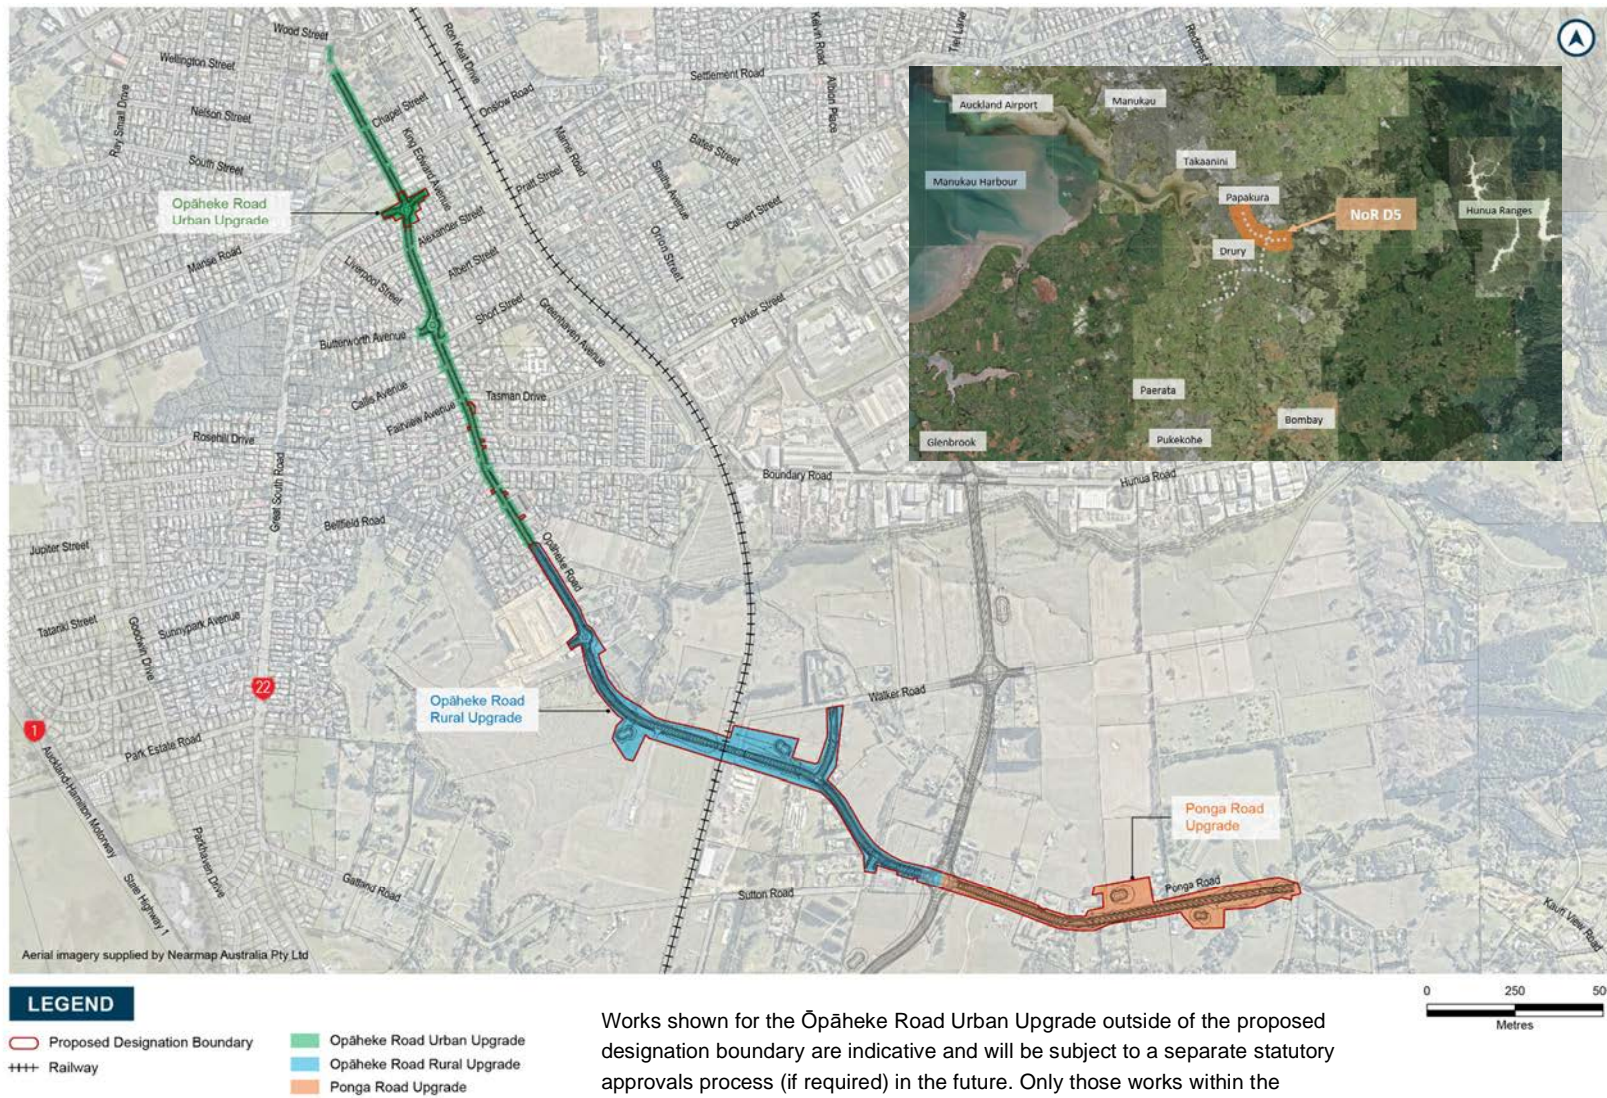 Wood Street
Wellington Street
Ray Small Drive
Nelson Street
South Street
Chapel Street
King Edward Avenue
Ron Keat Drive
Onslow Road
Settlement Road
Kelvin Road
Albion Place
Tiel Lane
Marne Road
Bates Street
Pratt Street
Smiths Avenue
Calvert Street
Orion Street
Opāheke Road
Urban Upgrade
Manse Road
Alexander Street
Albert Street
Liverpool Street
Short Street
Greenhaven Avenue
Parker Street
Butterworth Avenue
Callis Avenue
Fairview Avenue
Tasman Drive
Rosehill Drive
Great South Road
Boundary Road
Hunua Road
Bellfield Road
Jupiter Street
Opāheke Road
Tatariki Street
Goodwin Drive
Sunnypark Avenue
22
1
Park Estate Road
Auckland-Hamilton Motorway
State Highway 1
Parkhaven Drive
Gatland Road
Opāheke Road
Rural Upgrade
Walker Road
Sutton Road
Ponga Road
Upgrade
Ponga Road
Kauri View Road
Auckland Airport
Manukau
Manukau Harbour
Takaanini
Papakura
NoR D5
Hunua Ranges
Drury
Paerata
Pukekohe
Bombay
Glenbrook
Aerial imagery supplied by Nearmap Australia Pty Ltd
LEGEND
Proposed Designation Boundary
Railway
Opāheke Road Urban Upgrade
Opāheke Road Rural Upgrade
Ponga Road Upgrade
Works shown for the Ōpāheke Road Urban Upgrade outside of the proposed
designation boundary are indicative and will be subject to a separate statutory
approvals process (if required) in the future. Only those works within the
0 250 50
Metres